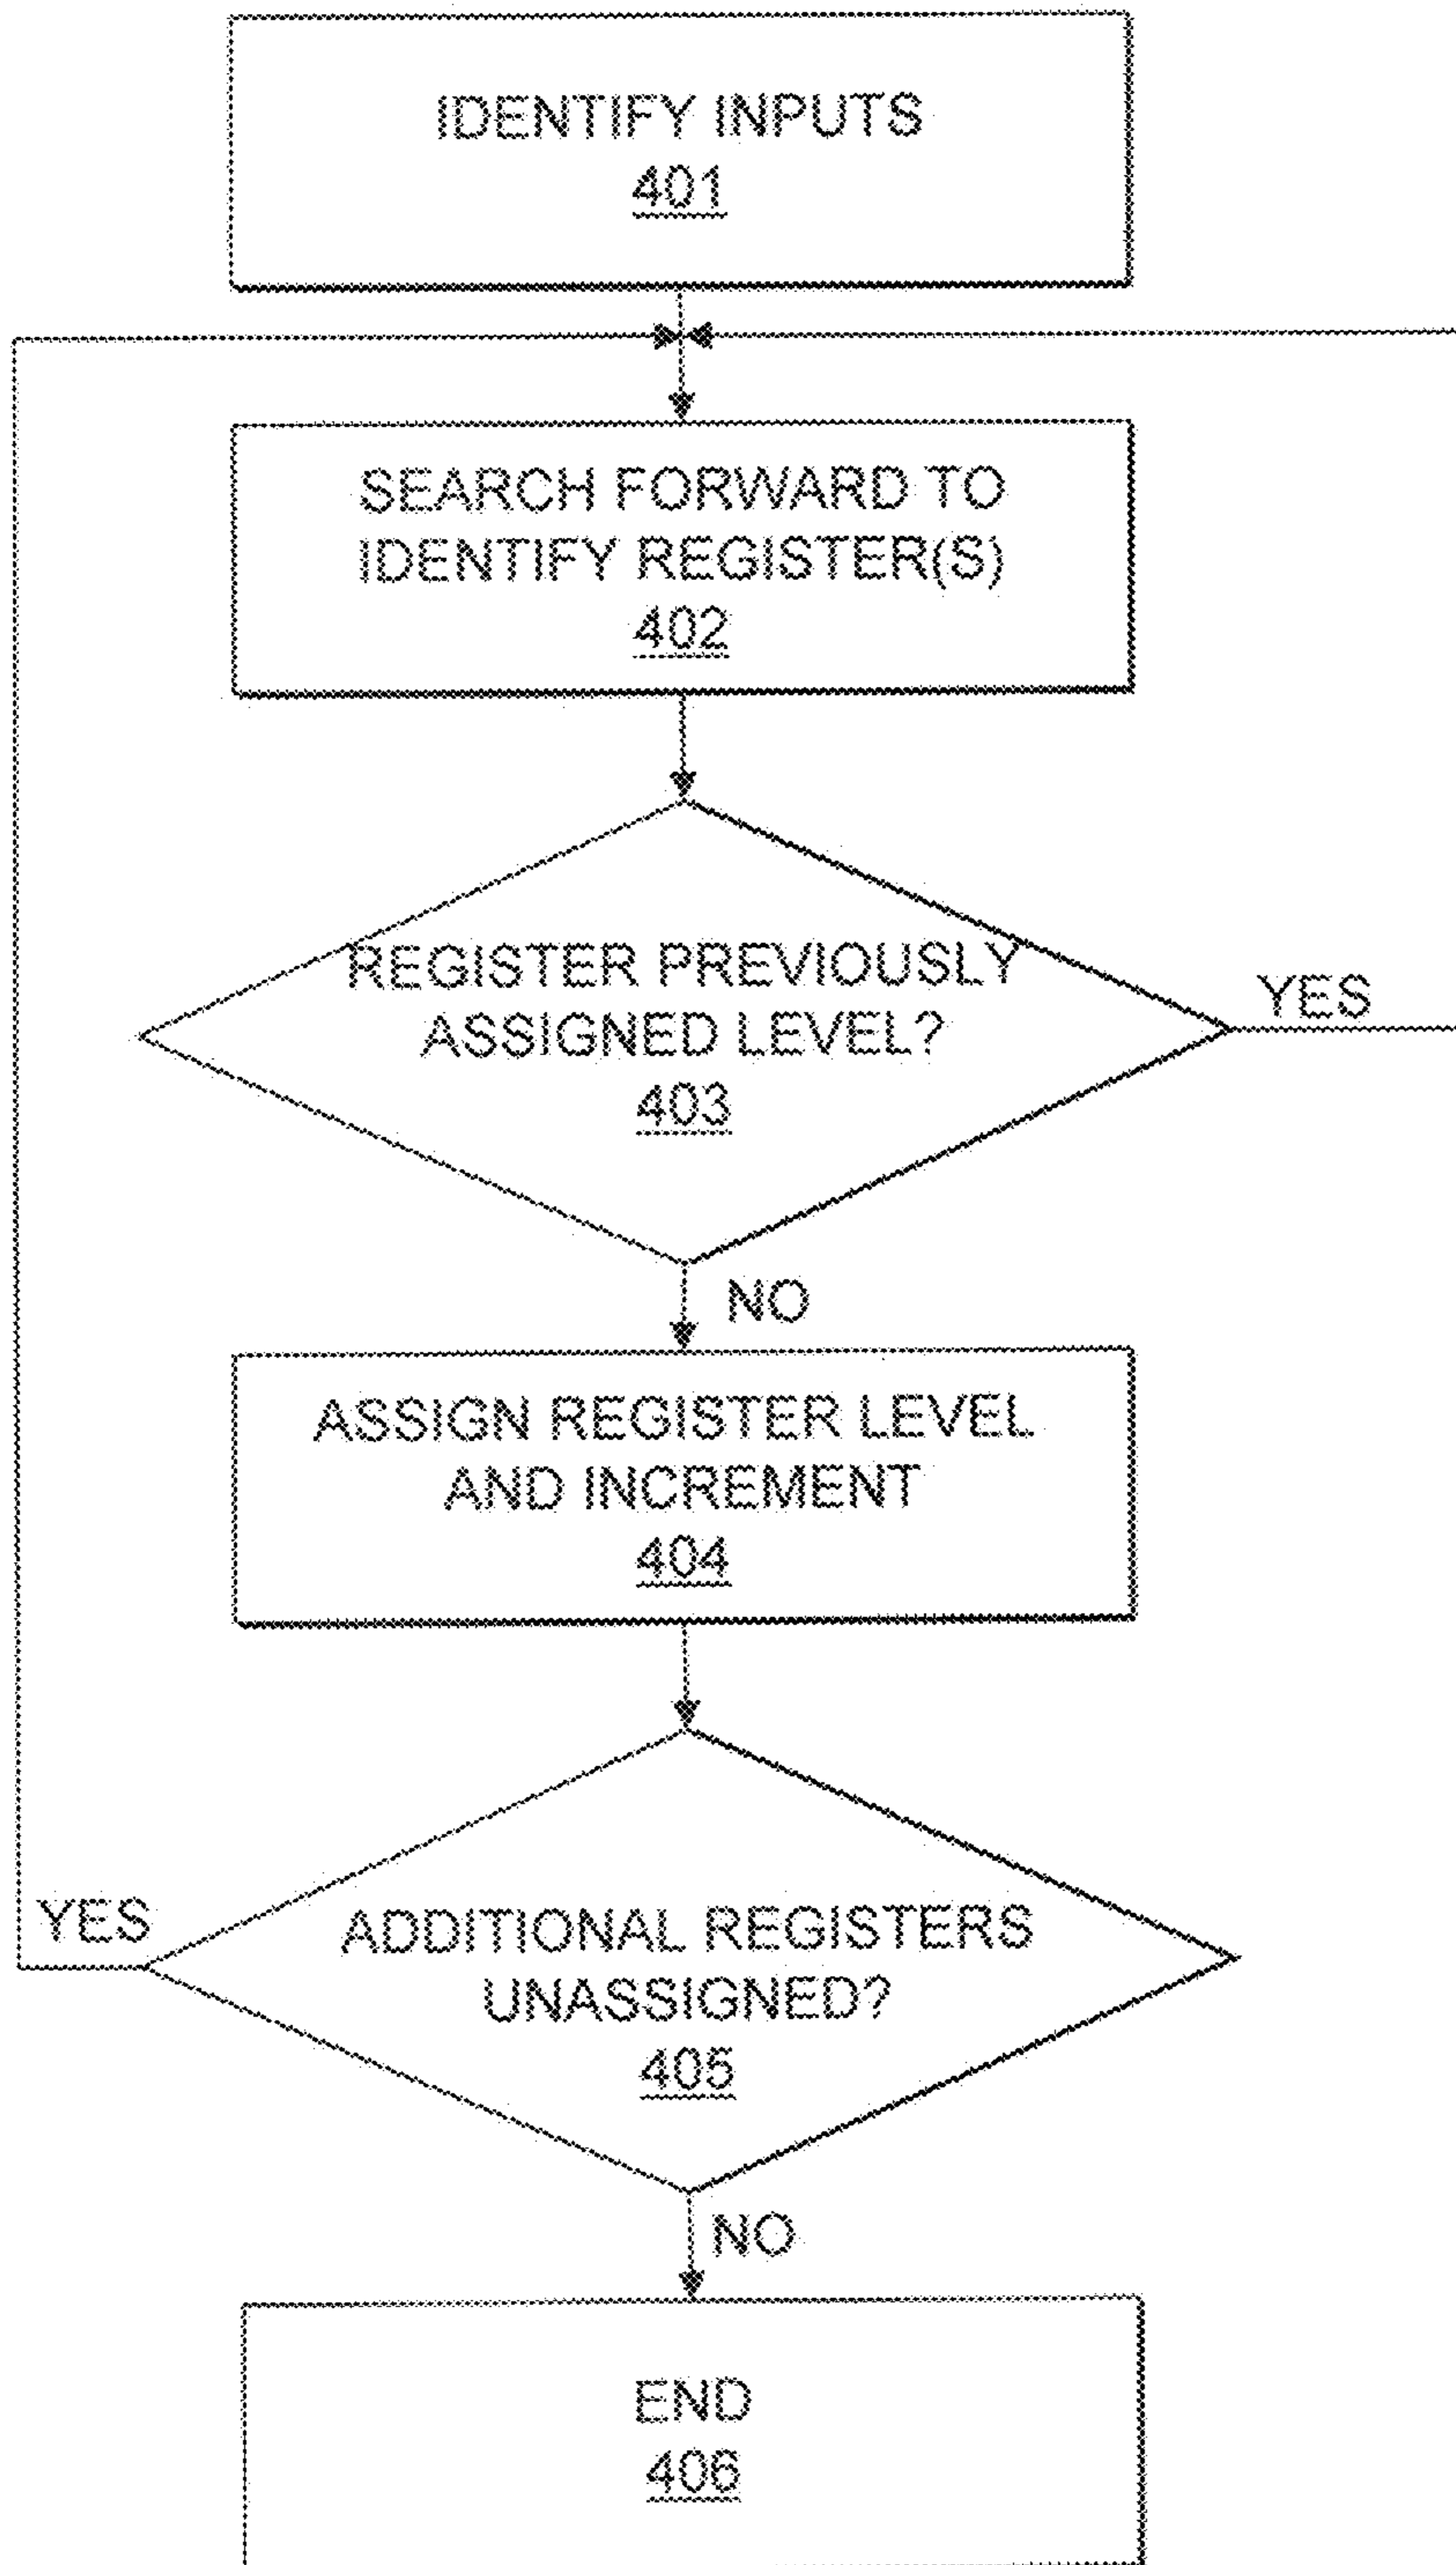 IDENTIFY INPUTS
401
SEARCH FORWARD TO
IDENTIFY REGISTER(S)
402
REGISTER PREVIOUSLY
ASSIGNED LEVEL?
403
YES
NO
ASSIGN REGISTER LEVEL
AND INCREMENT
404
YES
ADDITIONAL REGISTERS
UNASSIGNED?
405
NO
END
406